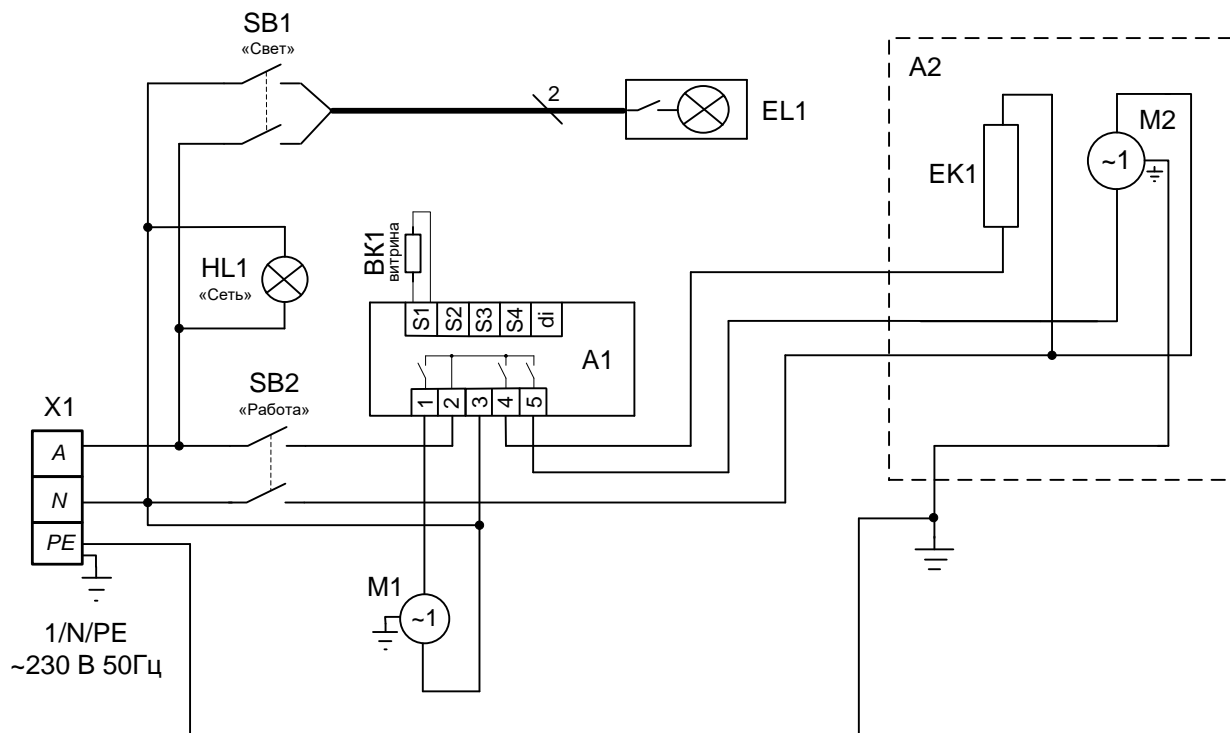 SB1
«Свет»
2
EL1
A2
M2
~1
EK1
BK1
витрина
HL1
«Сеть»
S1
S2
S3
S4
di
A1
SB2
«Работа»
1
2
3
4
5
X1
A
N
PE
M1
~1
1/N/PE
~230 В 50Гц